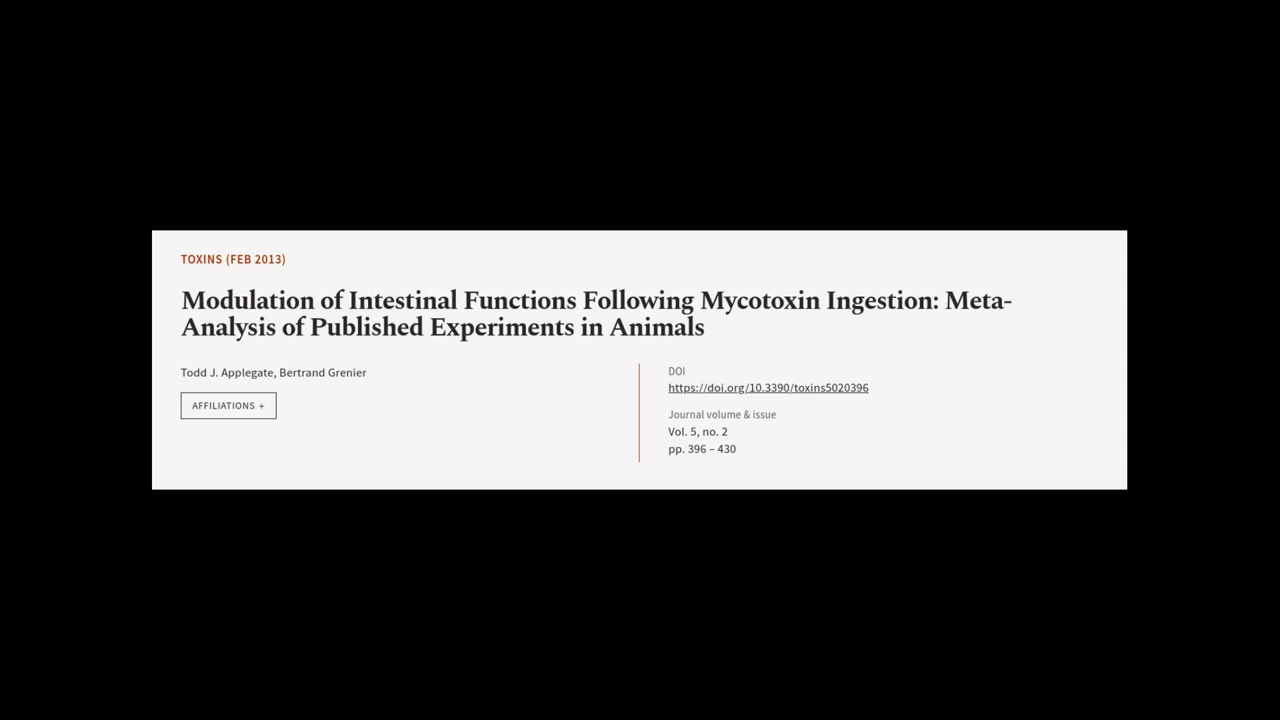 TOXINS (FEB 2013)
Modulation of Intestinal Functions Following Mycotoxin Ingestion: Meta-
Analysis of Published Experiments in Animals
Todd J. Applegate, Bertrand Grenier
AFFILIATIONS +
DOI
https://doi.org/10.3390/toxins5020396
Journal volume & issue
Vol. 5, no. 2
pp. 396 – 430